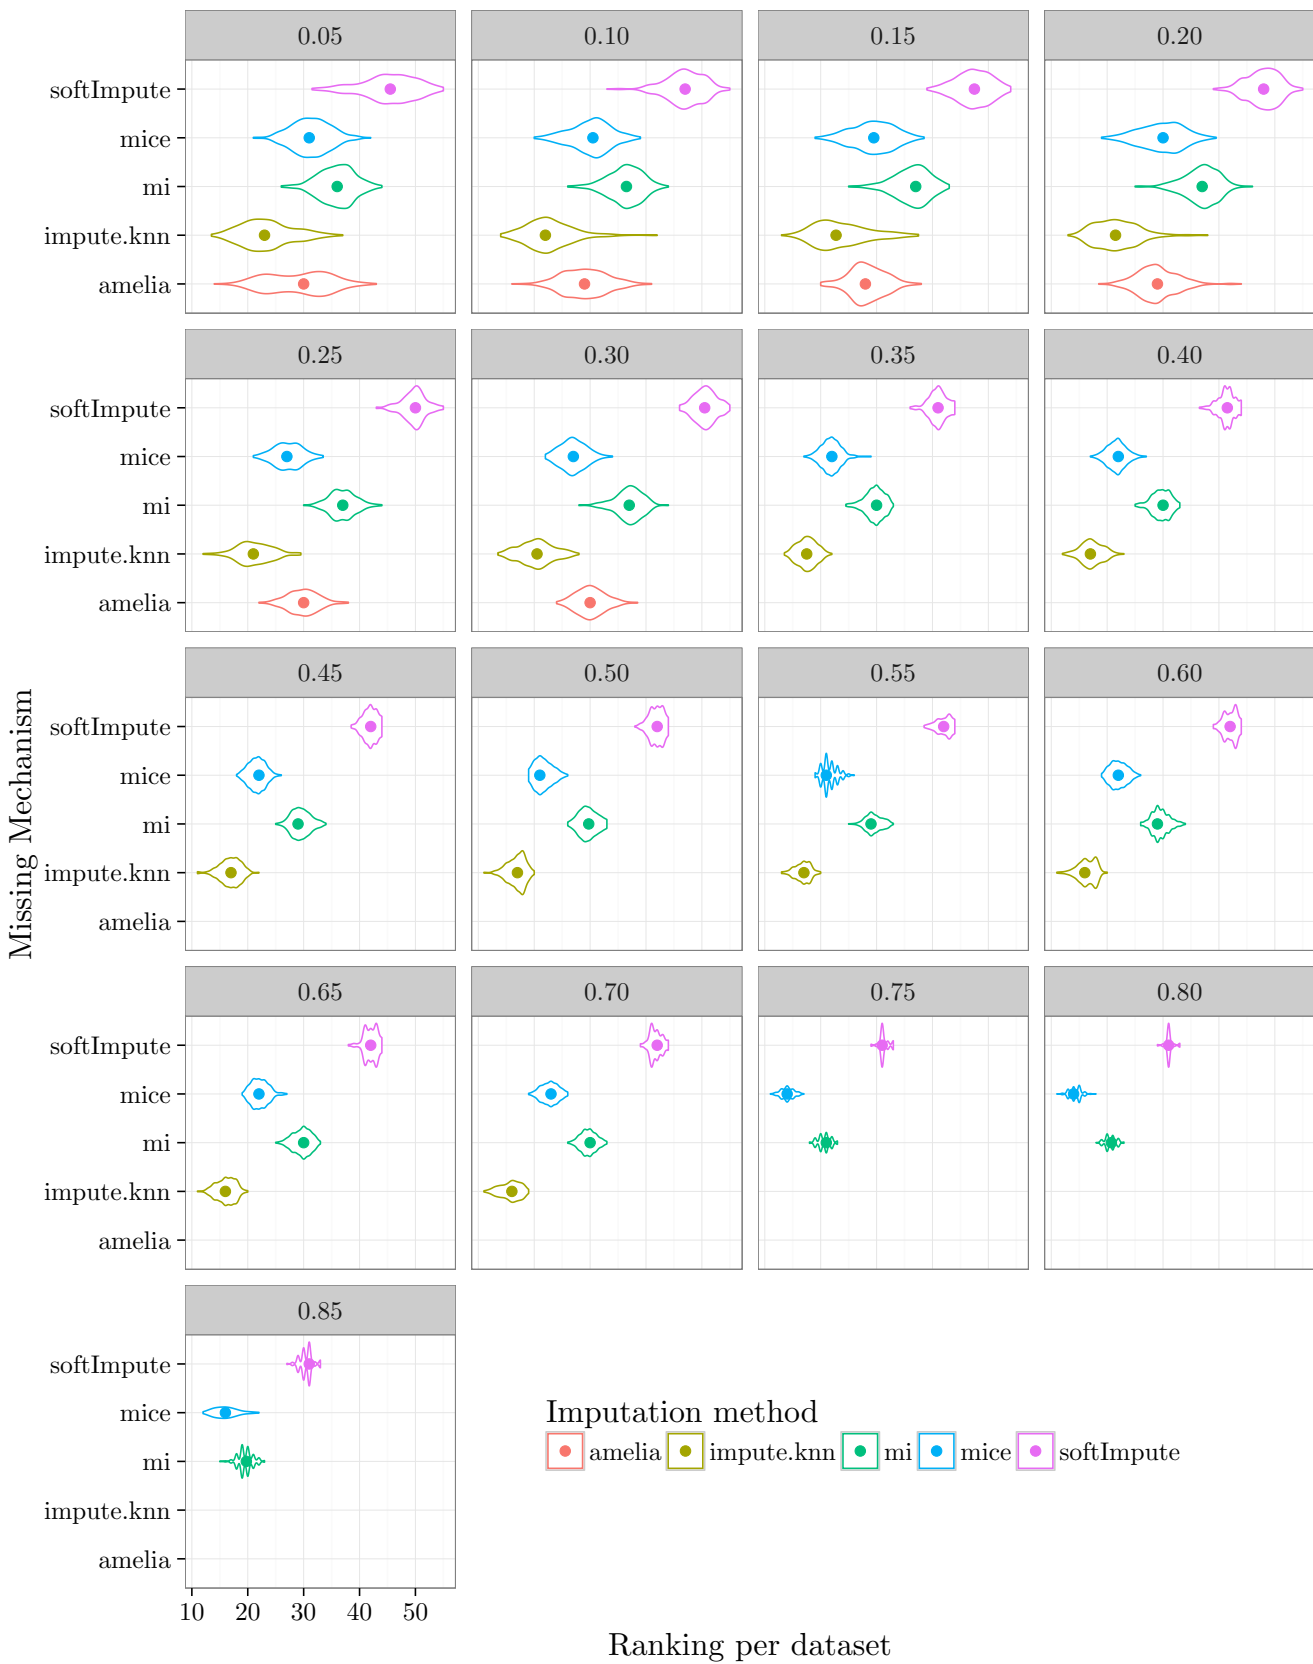 0.05 0.10 0.15 0.20
softImpute
mice
mi
impute.knn
amelia
0.25 0.30 0.35 0.40
softImpute
mice
mi
impute.knn
amelia
0.45 0.50 0.55 0.60
softImpute
mice
mi
impute.knn
amelia
Missing Mechanism
0.65 0.70 0.75 0.80
softImpute
mice
mi
impute.knn
amelia
0.85
softImpute
mice
mi
impute.knn
amelia
10 20 30 40 50
Ranking per dataset
Imputation method
amelia impute.knn mi mice softImpute